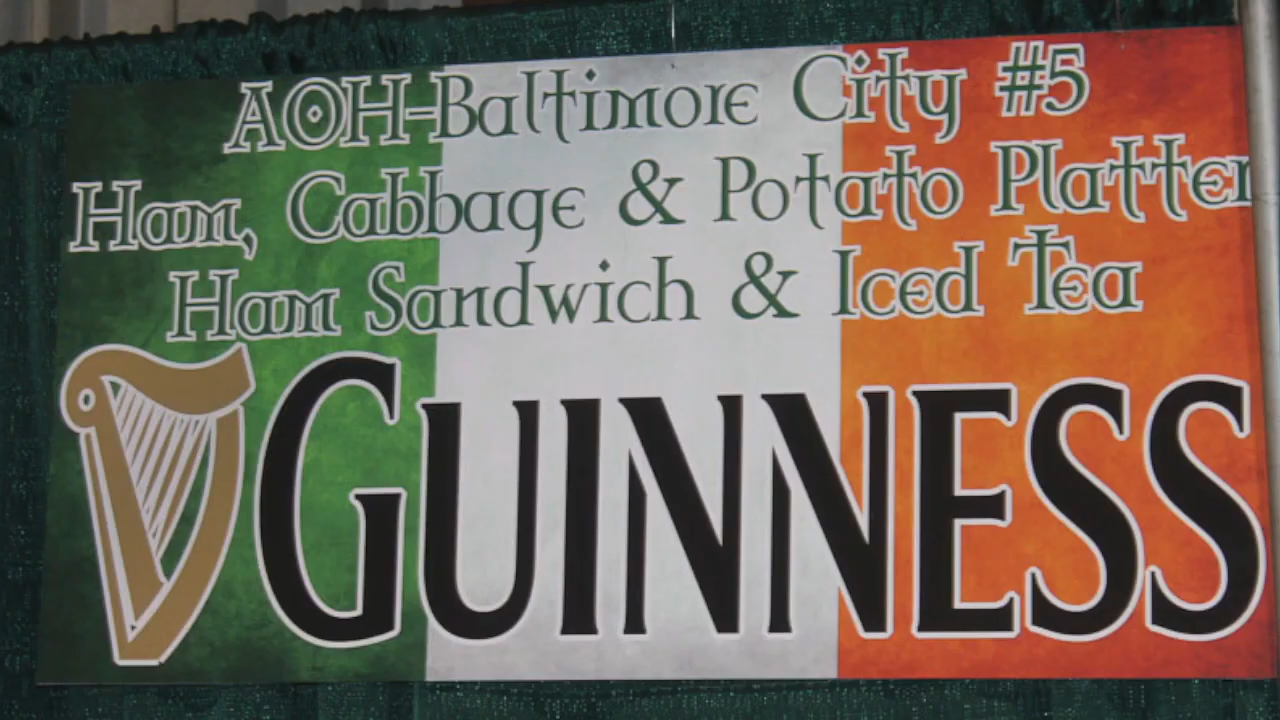 AOH-Baltimore City #5
Ham, Cabbage & Potato Platter
Ham Sandwich & Iced Tea
GUINNESS